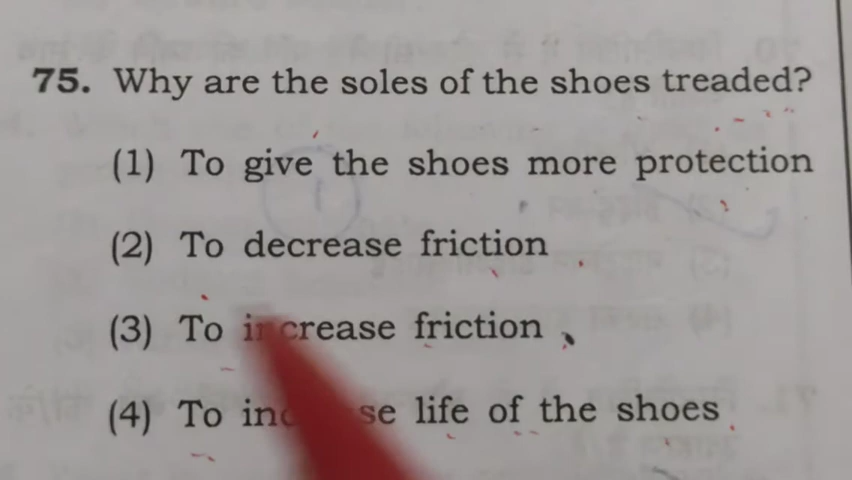 75. Why are the soles of the shoes treaded?
(1) To give the shoes more protection
(2) To decrease friction
(3) To increase friction
(4) To life of the shoes